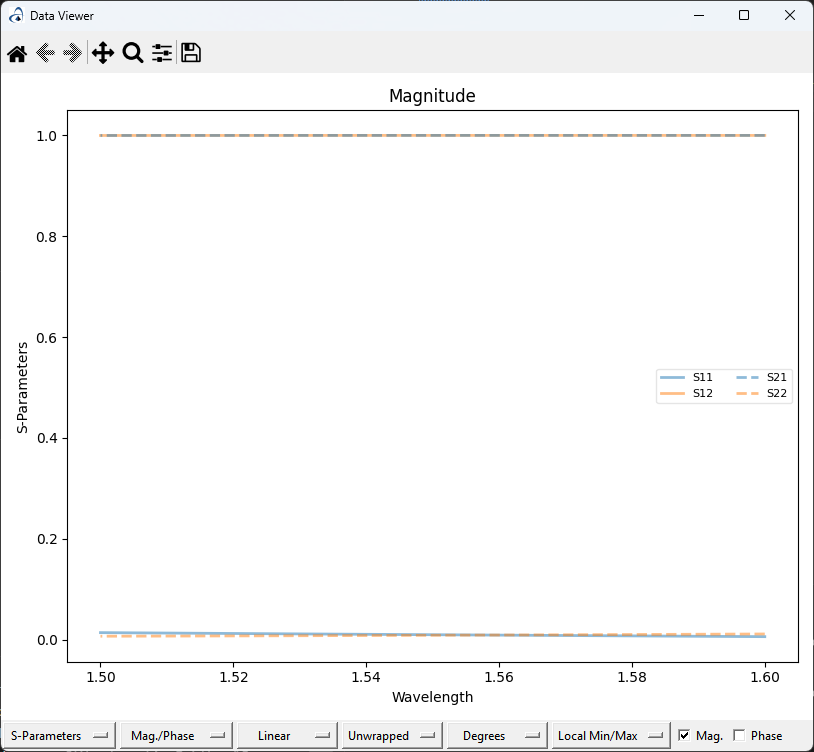 Data Viewer
Magnitude
1.0
0.8
0.6
0.4
0.2
0.0
S-Parameters
S11 S21
S12 S22
1.50 1.52 1.54 1.56 1.58 1.60
Wavelength
S-Parameters Mag./Phase Linear Unwrapped Degrees Local Min/Max Mag. Phase